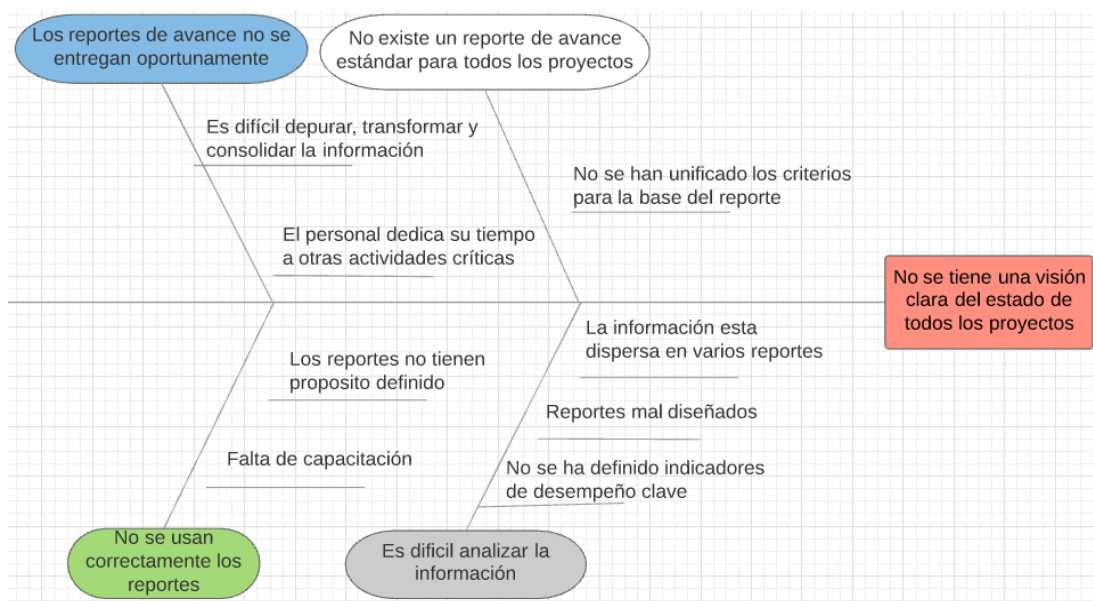 Los reportes de avance no se
entregan oportunamente
No existe un reporte de avance
estándar para todos los proyectos
Es difícil depurar, transformar y
consolidar la información
No se han unificado los criterios
para la base del reporte
El personal dedica su tiempo
a otras actividades críticas
No se tiene una visión
clara del estado de
todos los proyectos
La información esta
dispersa en varios reportes
Los reportes no tienen
proposito definido
Reportes mal diseñados
Falta de capacitación
No se ha definido indicadores
de desempeño clave
No se usan
correctamente los
reportes
Es dificil analizar la
información